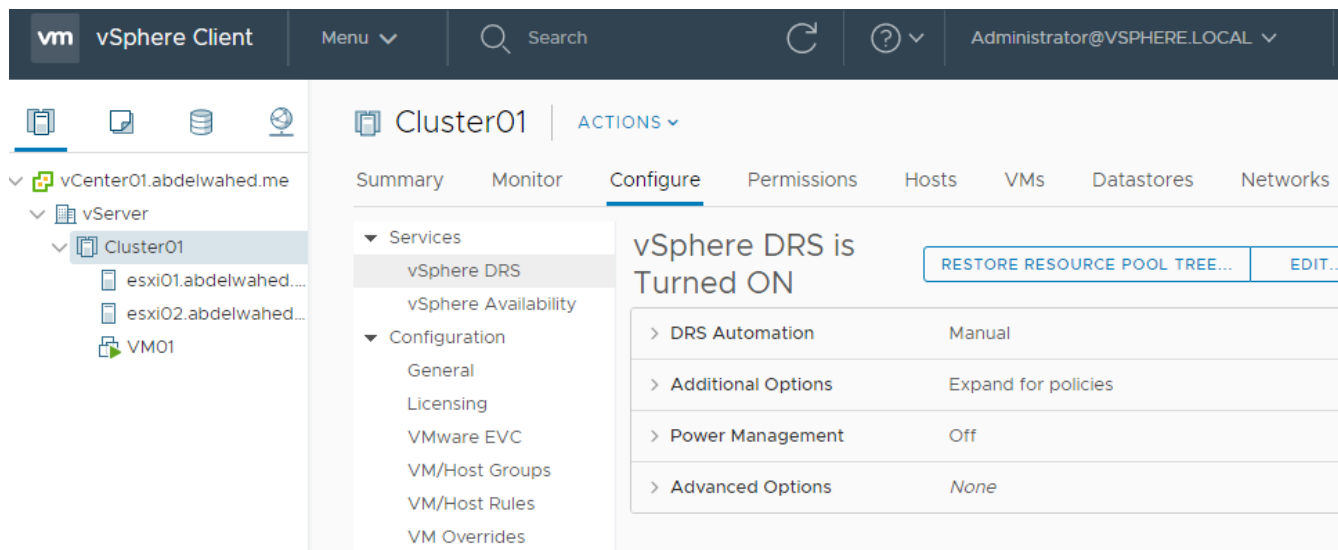 vm vSphere Client Menu Search Administrator@VSPHERE.LOCAL
vCenter01.abdelwahed.me
vServer
Cluster01
esxi01.abdelwahed....
esxi02.abdelwahed...
VM01
Cluster01 ACTIONS
Summary Monitor Configure Permissions Hosts VMs Datastores Networks
Services
vSphere DRS
vSphere Availability
Configuration
General
Licensing
VMware EVC
VM/Host Groups
VM/Host Rules
VM Overrides
vSphere DRS is
Turned ON
RESTORE RESOURCE POOL TREE... EDIT...
DRS Automation Manual
Additional Options Expand for policies
Power Management Off
Advanced Options None